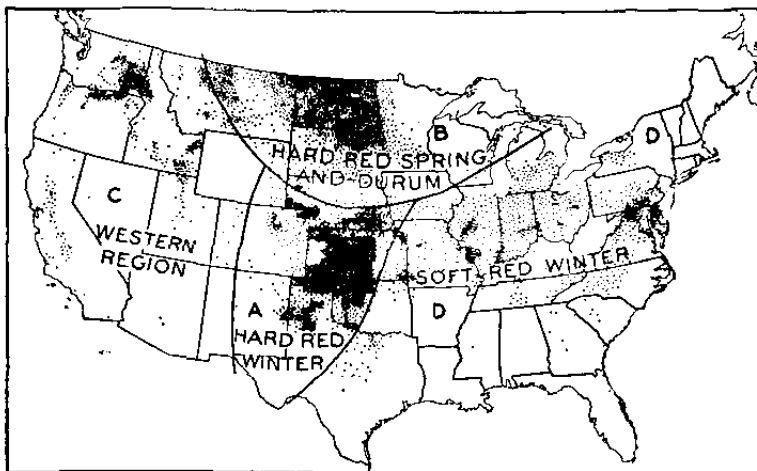 B
D
HARD RED SPRING
AND DURUM
C
WESTERN
REGION
SOFT RED WINTER
A
D
HARD RED
WINTER